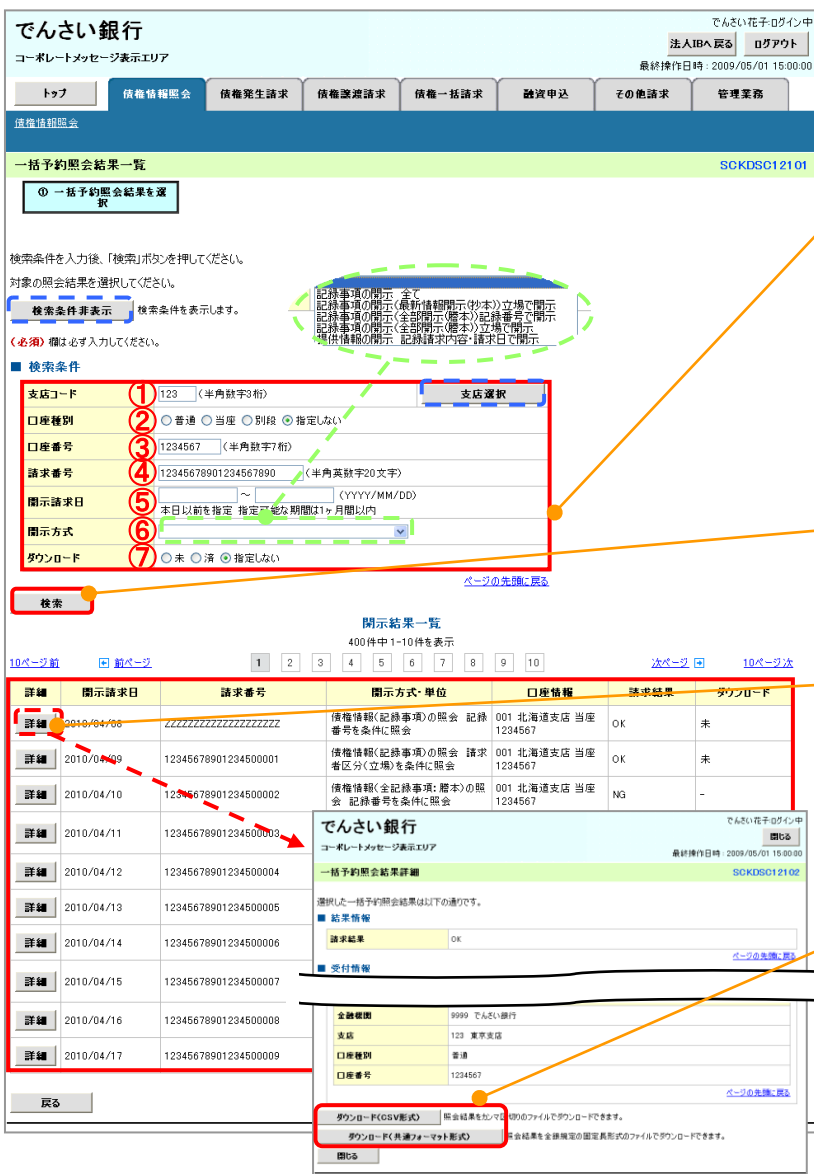 でんさい銀行
でんさい花子:ログイン中
法人IBへ戻る ログアウト
コーポレートメッセージ表示エリア
最終操作日時：2009/05/01 15:00:00
トップ 債権情報照会 債権発生請求 債権譲渡請求 債権一括請求 融資申込 その他請求 管理業務
債権情報照会
一括予約照会結果一覧 SCKDSC12101
① 一括予約照会結果を選
択
検索条件を入力後、「検索」ボタンを押してください。
対象の照会結果を選択してください。
検索条件非表示 検索条件を表示します。
(必須) 欄は必ず入力してください。
記録事項の開示 全て
記録事項の開示(最新情報開示(抄本))立場で開示
記録事項の開示(全部開示(謄本))記録番号で開示
記録事項の開示(全部開示(謄本))立場で開示
提供情報の開示 記録請求内容・請求日で開示
■ 検索条件
支店コード ① 123 (半角数字3桁) 支店選択
口座種別 ② ○普通 ○当座 ○別段 ◉指定しない
口座番号 ③ 1234567 (半角数字7桁)
請求番号 ④ 12345678901234567890 (半角英数字20文字)
開示請求日 ⑤ ～ (YYYY/MM/DD)
本日以前を指定 指定可能な期間は1ヶ月間以内
開示方式 ⑥
ダウンロード ⑦ ○未 ○済 ◉指定しない
ページの先頭に戻る
検索
開示結果一覧
400件中 1-10件を表示
10ページ前 前ページ 1 2 3 4 5 6 7 8 9 10 次ページ 10ページ次
詳細 開示請求日 請求番号 開示方式・単位 口座情報 請求結果 ダウンロード
詳細 2010/04/08 ZZZZZZZZZZZZZZZZZZZZ 債権情報(記録事項)の照会 記録番号を条件に照会 001 北海道支店 当座 1234567 OK 未
詳細 2010/04/09 12345678901234500001 債権情報(記録事項)の照会 請求者区分(立場)を条件に照会 001 北海道支店 当座 1234567 OK 未
詳細 2010/04/10 12345678901234500002 債権情報(全記録事項:謄本)の照会 記録番号を条件に照会 001 北海道支店 当座 1234567 NG -
詳細 2010/04/11 12345678901234500003
詳細 2010/04/12 12345678901234500004
詳細 2010/04/13 12345678901234500005
詳細 2010/04/14 12345678901234500006
詳細 2010/04/15 12345678901234500007
詳細 2010/04/16 12345678901234500008
詳細 2010/04/17 12345678901234500009
戻る
でんさい銀行
でんさい花子:ログイン中
閉じる
コーポレートメッセージ表示エリア
最終操作日時：2009/05/01 15:00:00
一括予約照会結果詳細 SCKDSC12102
選択した一括予約照会結果は以下の通りです。
■ 結果情報
請求結果 OK
ページの先頭に戻る
■ 受付情報
金融機関 9999 でんさい銀行
支店 123 東京支店
口座種別 普通
口座番号 1234567
ページの先頭に戻る
ダウンロード(CSV形式) 照会結果をカンマ区切りのファイルでダウンロードできます。
ダウンロード(共通フォーマット形式) 照会結果を全銀規定の固定長形式のファイルでダウンロードできます。
閉じる